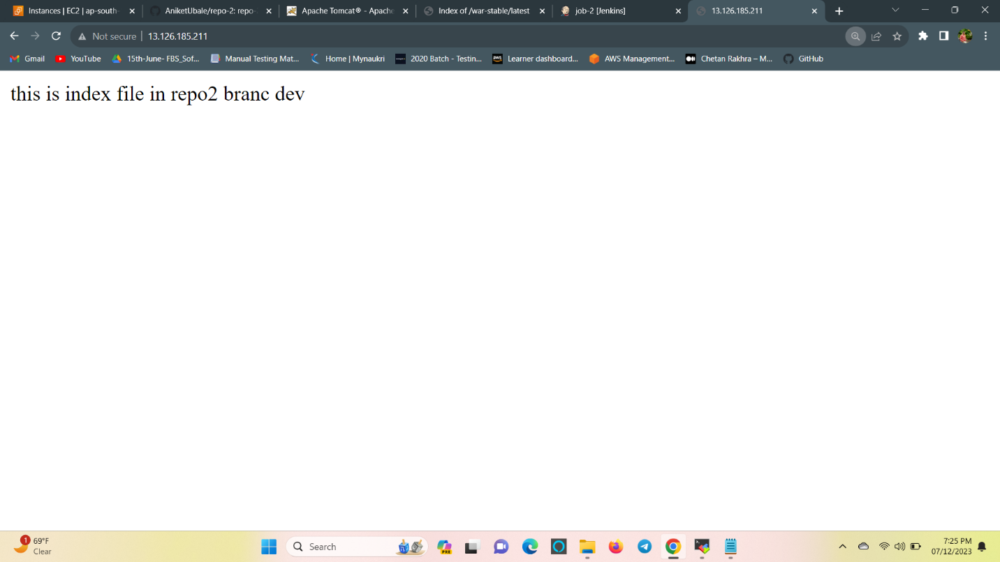 Instances | EC2 | ap-south-
AniketUbale/repo-2: repo-
Apache Tomcat® - Apache
Index of /war-stable/latest
job-2 [Jenkins]
13.126.185.211
Not secure
13.126.185.211
Gmail
YouTube
15th-June- FBS_Sof...
Manual Testing Mat...
Home | Mynaukri
2020 Batch - Testin...
aws
Learner dashboard...
AWS Management...
Chetan Rakhra – M...
GitHub
this is index file in repo2 branc dev
1
69°F
Clear
Search
PRE
7:25 PM
07/12/2023